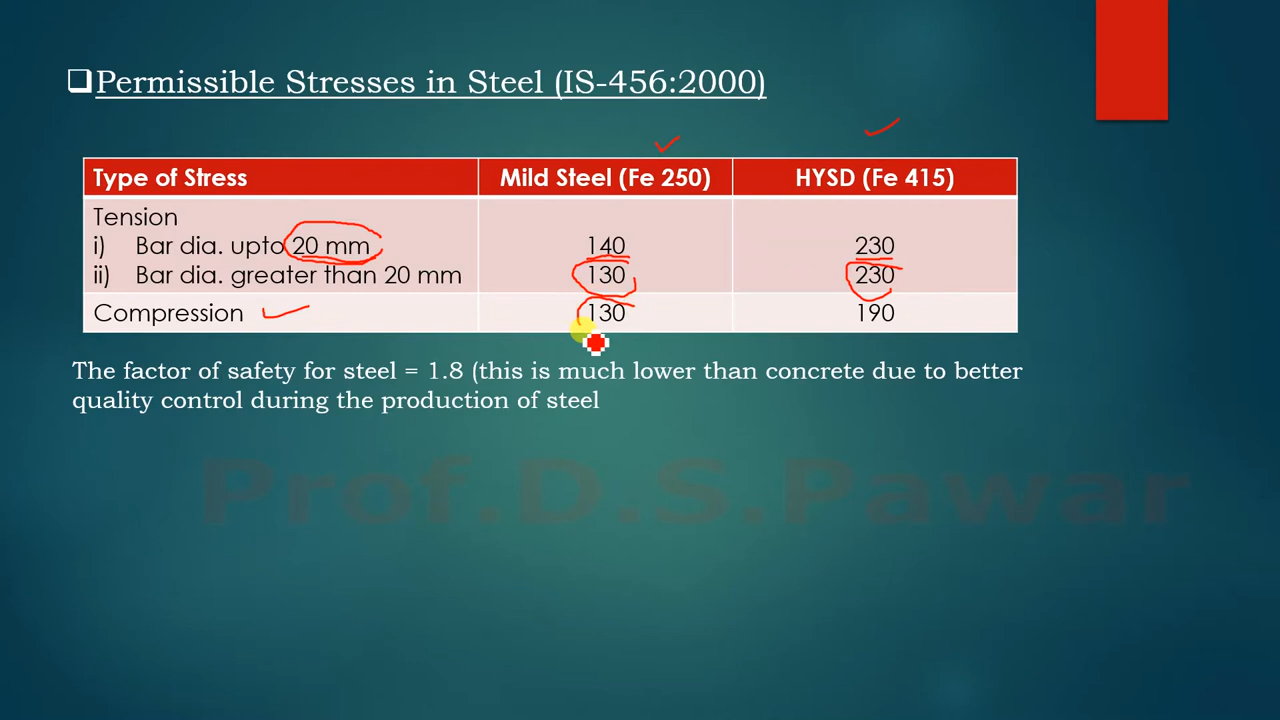 ❑Permissible Stresses in Steel (IS-456:2000)
Type of Stress Mild Steel (Fe 250) HYSD (Fe 415)
Tension
i) Bar dia. upto 20 mm 140 230
ii) Bar dia. greater than 20 mm 130 230
Compression 130 190
The factor of safety for steel = 1.8 (this is much lower than concrete due to better
quality control during the production of steel
Prof.D.S.Pawar